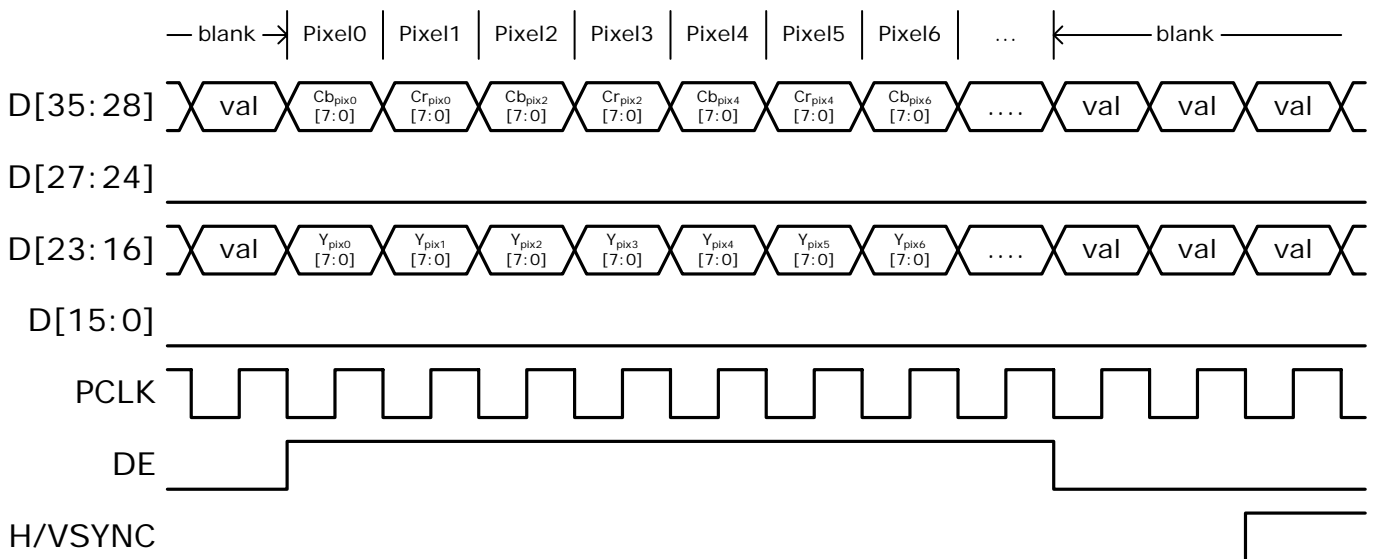 blank Pixel0 Pixel1 Pixel2 Pixel3 Pixel4 Pixel5 Pixel6 ... blank
D[35:28] val Cbpix0 [7:0] Crpix0 [7:0] Cbpix2 [7:0] Crpix2 [7:0] Cbpix4 [7:0] Crpix4 [7:0] Cbpix6 [7:0] .... val val val
D[27:24]
D[23:16] val Ypix0 [7:0] Ypix1 [7:0] Ypix2 [7:0] Ypix3 [7:0] Ypix4 [7:0] Ypix5 [7:0] Ypix6 [7:0] .... val val val
D[15:0]
PCLK
DE
H/VSYNC